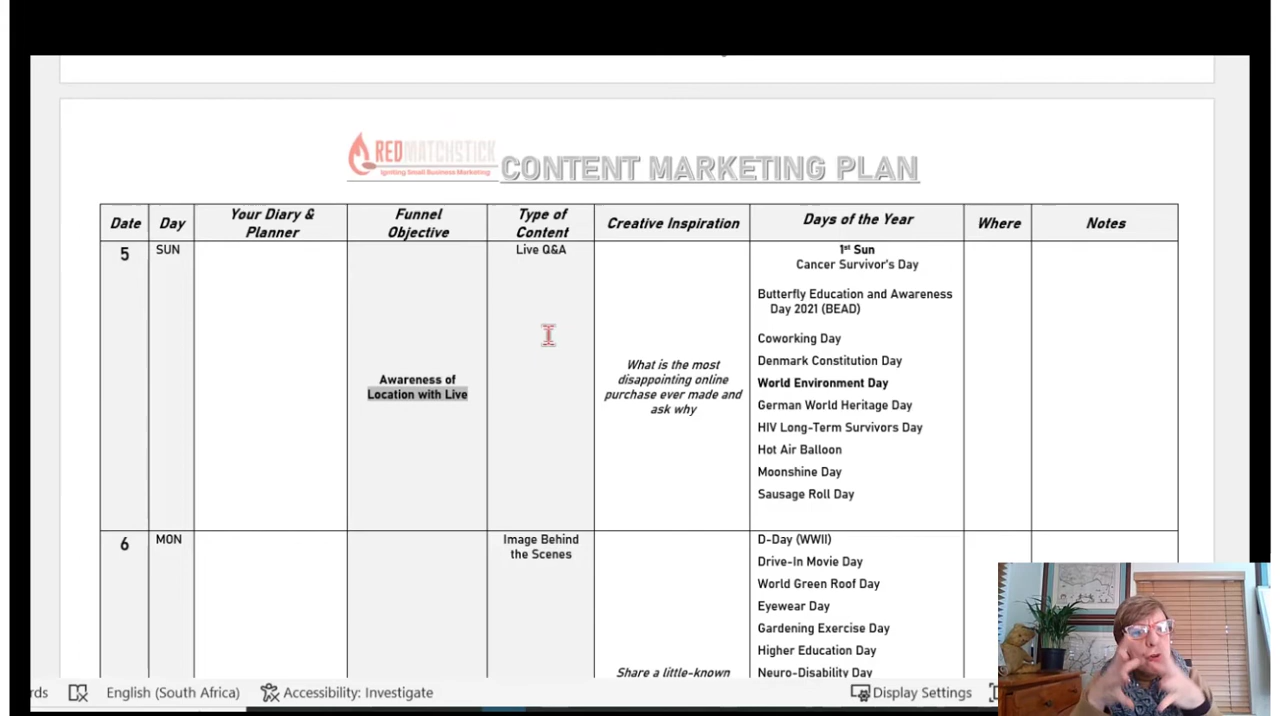 REDMATCHSTICK
Igniting Small Business Marketing
CONTENT MARKETING PLAN
Date
Day
Your Diary &
Planner
Funnel
Objective
Type of
Content
Creative Inspiration
Days of the Year
Where
Notes
5
SUN
Awareness of
Location with Live
Live Q&A
What is the most
disappointing online
purchase ever made and
ask why
1st Sun
Cancer Survivor's Day
Butterfly Education and Awareness
Day 2021 (BEAD)
Coworking Day
Denmark Constitution Day
World Environment Day
German World Heritage Day
HIV Long-Term Survivors Day
Hot Air Balloon
Moonshine Day
Sausage Roll Day
6
MON
Image Behind
the Scenes
Share a little-known
D-Day (WWII)
Drive-In Movie Day
World Green Roof Day
Eyewear Day
Gardening Exercise Day
Higher Education Day
Neuro-Disability Day
rds
English (South Africa)
Accessibility: Investigate
Display Settings